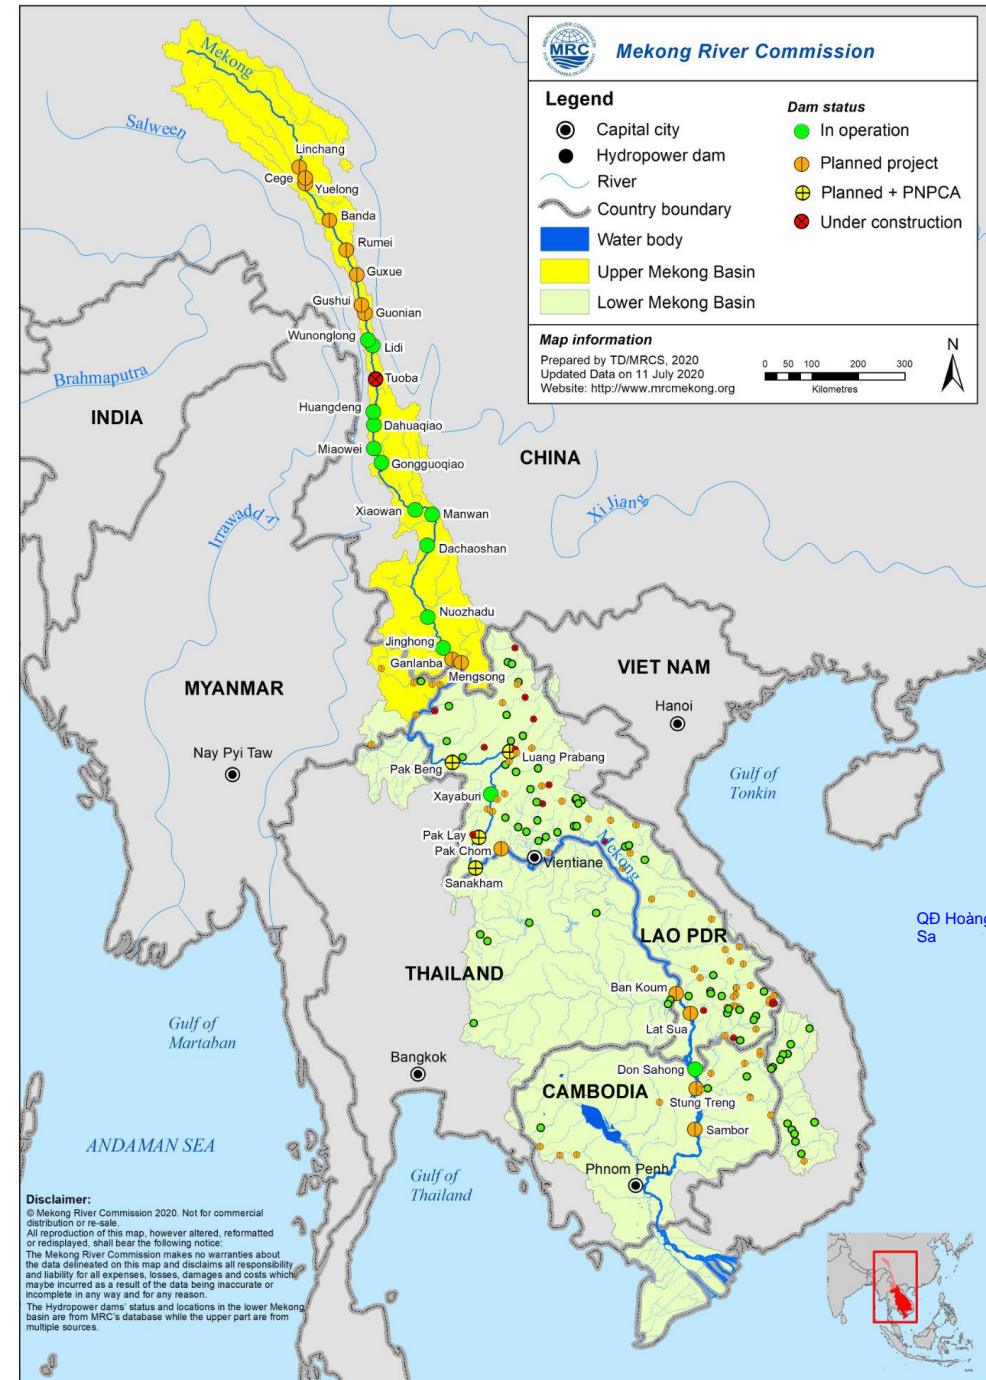 MEKONG RIVER COMMISSION
MRC
FOR SUSTAINABLE DEVELOPMENT
Mekong River Commission
Legend
Capital city
Hydropower dam
River
Country boundary
Water body
Upper Mekong Basin
Lower Mekong Basin
Dam status
In operation
Planned project
Planned + PNPCA
Under construction
Map information
Prepared by TD/MRCS, 2020
Updated Data on 11 July 2020
Website: http://www.mrcmekong.org
0 50 100 200 300
Kilometres
N
Mekong
Salween
Linchang
Cege
Yuelong
Banda
Rumei
Guxue
Gushui
Guonian
Wunonglong
Lidi
Brahmaputra
Tuoba
INDIA
Huangdeng
Dahuaqiao
Miaowei
Gongguoqiao
CHINA
Xi Jiang
Irrawaddy
Xiaowan
Manwan
Dachaoshan
Nuozhadu
Jinghong
Ganlanba
Mengsong
VIET NAM
MYANMAR
Hanoi
Nay Pyi Taw
Luang Prabang
Pak Beng
Gulf of
Tonkin
Xayaburi
Pak Lay
Pak Chom
Mekong
Vientiane
Sanakham
QĐ Hoàng
Sa
LAO PDR
THAILAND
Ban Koum
Lat Sua
Gulf of
Martaban
Bangkok
Don Sahong
CAMBODIA
Stung Treng
Sambor
ANDAMAN SEA
Phnom Penh
Gulf of
Thailand
Disclaimer:
© Mekong River Commission 2020. Not for commercial
distribution or re-sale.
All reproduction of this map, however altered, reformatted
or redisplayed, shall bear the following notice:
The Mekong River Commission makes no warranties about
the data delineated on this map and disclaims all responsibility
and liability for all expenses, losses, damages and costs which
maybe incurred as a result of the data being inaccurate or
incomplete in any way and for any reason.
The Hydropower dams' status and locations in the lower Mekong
basin are from MRC's database while the upper part are from
multiple sources.